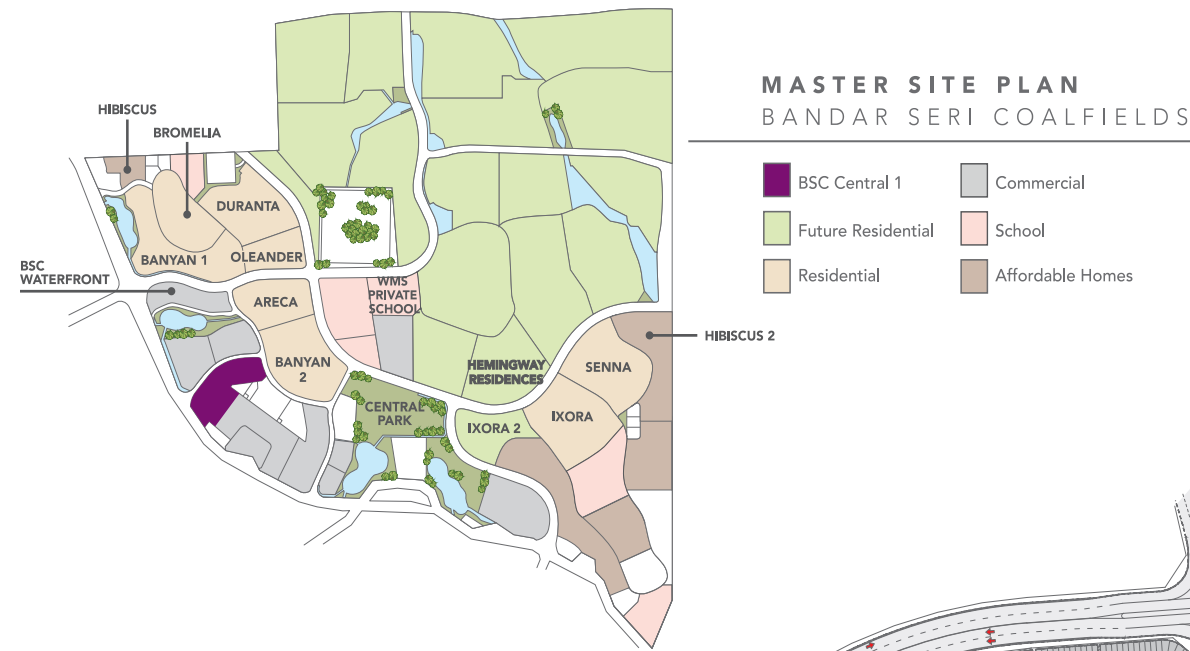 MASTER SITE PLAN
BANDAR SERI COALFIELDS
BSC Central 1
Commercial
Future Residential
School
Residential
Affordable Homes
HIBISCUS
BROMELIA
DURANTA
BANYAN 1
OLEANDER
BSC
WATERFRONT
ARECA
WMS
PRIVATE
SCHOOL
HIBISCUS 2
BANYAN
2
HEMINGWAY
RESIDENCES
SENNA
CENTRAL
PARK
IXORA
IXORA 2